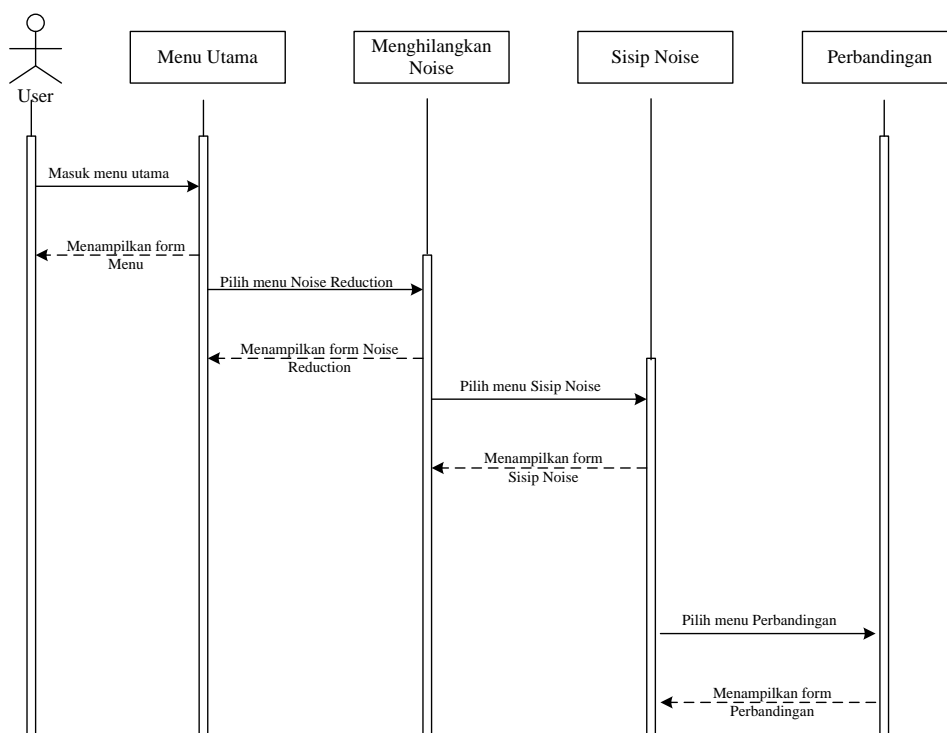 User
Menu Utama
Menghilangkan
Noise
Sisip Noise
Perbandingan
Masuk menu utama
Menampilkan form
Menu
Pilih menu Noise Reduction
Menampilkan form Noise
Reduction
Pilih menu Sisip Noise
Menampilkan form
Sisip Noise
Pilih menu Perbandingan
Menampilkan form
Perbandingan